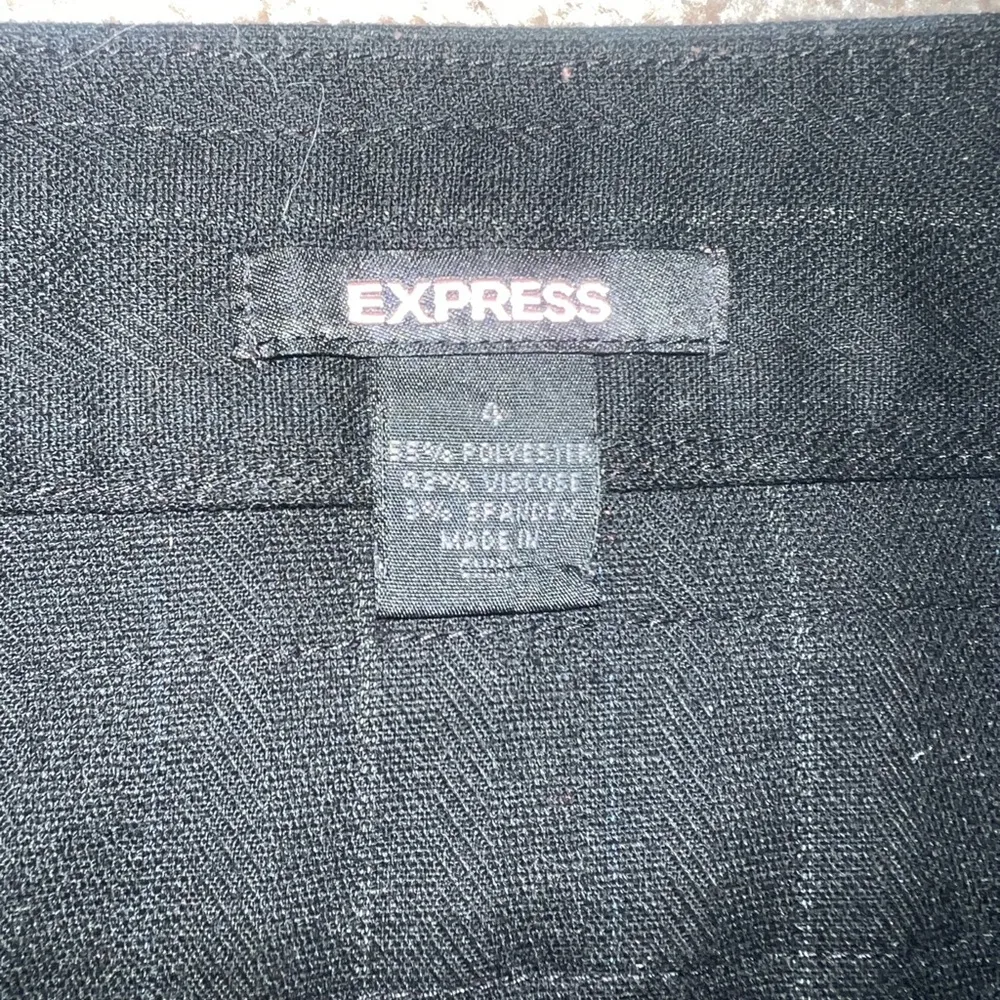 EXPRESS
4
55% POLYESTER
42% VISCOSE
3% SPANDEX
MADE IN